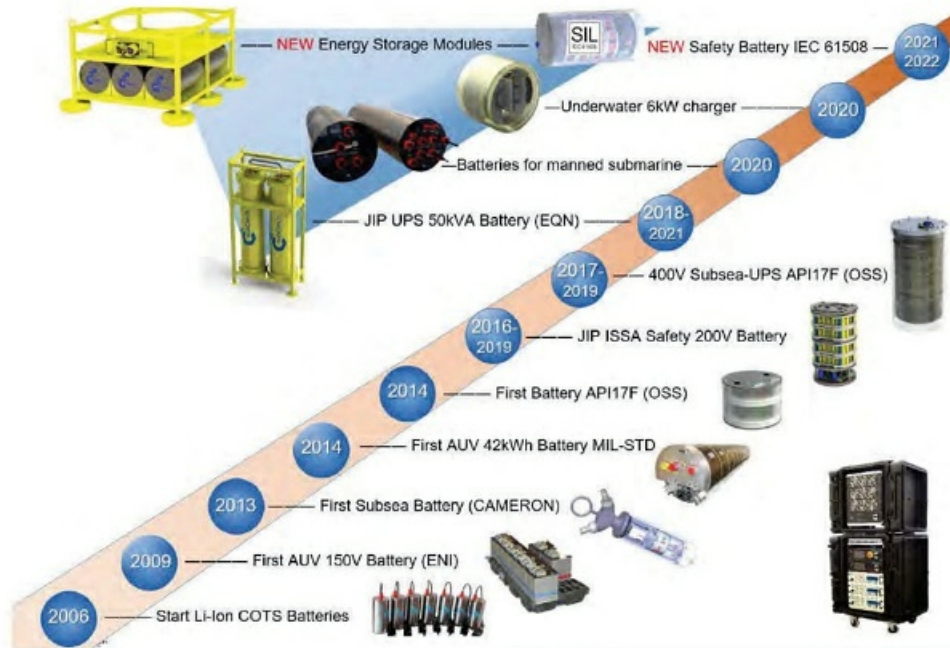 NEW Energy Storage Modules
SIL
NEW Safety Battery IEC 61508
2021
2022
Underwater 6kW charger
2020
Batteries for manned submarine
2020
JIP UPS 50kVA Battery (EQN)
2018-
2021
2017-
2019
400V Subsea-UPS API17F (OSS)
2016-
2019
JIP ISSA Safety 200V Battery
2014
First Battery API17F (OSS)
2014
First AUV 42kWh Battery MIL-STD
2013
First Subsea Battery (CAMERON)
2009
First AUV 150V Battery (ENI)
2006
Start Li-Ion COTS Batteries